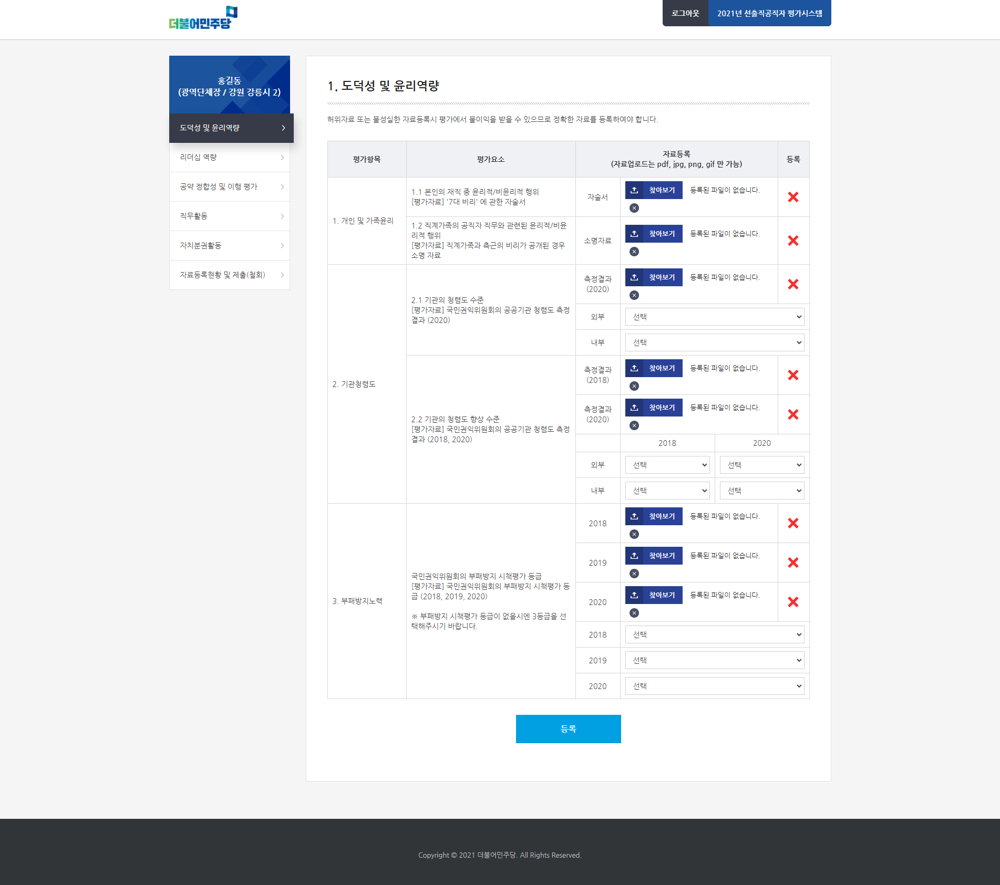 더불어민주당
로그아웃
2021년 선출직공직자 평가시스템
홍길동
(광역단체장 / 강원 강릉시 2)
도덕성 및 윤리역량
리더십 역량
공약 정합성 및 이행 평가
직무활동
자치분권활동
자료등록현황 및 제출(철회)
1. 도덕성 및 윤리역량
허위자료 또는 불성실한 자료등록시 평가에서 불이익을 받을 수 있으므로 정확한 자료를 등록하여야 합니다.
평가항목
평가요소
자료등록
(자료업로드는 pdf, jpg, png, gif 만 가능)
등록
1. 개인 및 가족윤리
1.1 본인의 재직 중 윤리적/비윤리적 행위
[평가자료] '7대 비리' 에 관한 자술서
자술서
찾아보기
등록된 파일이 없습니다.
1.2 직계가족의 공직자 직무와 관련된 윤리적/비윤
리적 행위
[평가자료] 직계가족과 측근의 비리가 공개된 경우
소명 자료
소명자료
찾아보기
등록된 파일이 없습니다.
2. 기관청렴도
2.1 기관의 청렴도 수준
[평가자료] 국민권익위원회의 공공기관 청렴도 측정
결과 (2020)
측정결과
(2020)
찾아보기
등록된 파일이 없습니다.
외부
선택
내부
선택
2.2 기관의 청렴도 향상 수준
[평가자료] 국민권익위원회의 공공기관 청렴도 측정
결과 (2018, 2020)
측정결과
(2018)
찾아보기
등록된 파일이 없습니다.
측정결과
(2020)
찾아보기
등록된 파일이 없습니다.
2018
2020
외부
선택
선택
내부
선택
선택
3. 부패방지노력
국민권익위원회의 부패방지 시책평가 등급
[평가자료] 국민권익위원회의 부패방지 시책평가 등
급 (2018, 2019, 2020)
※ 부패방지 시책평가 등급이 없을시엔 3등급을 선
택해주시기 바랍니다.
2018
찾아보기
등록된 파일이 없습니다.
2019
찾아보기
등록된 파일이 없습니다.
2020
찾아보기
등록된 파일이 없습니다.
2018
선택
2019
선택
2020
선택
등록
Copyright © 2021 더불어민주당. All Rights Reserved.